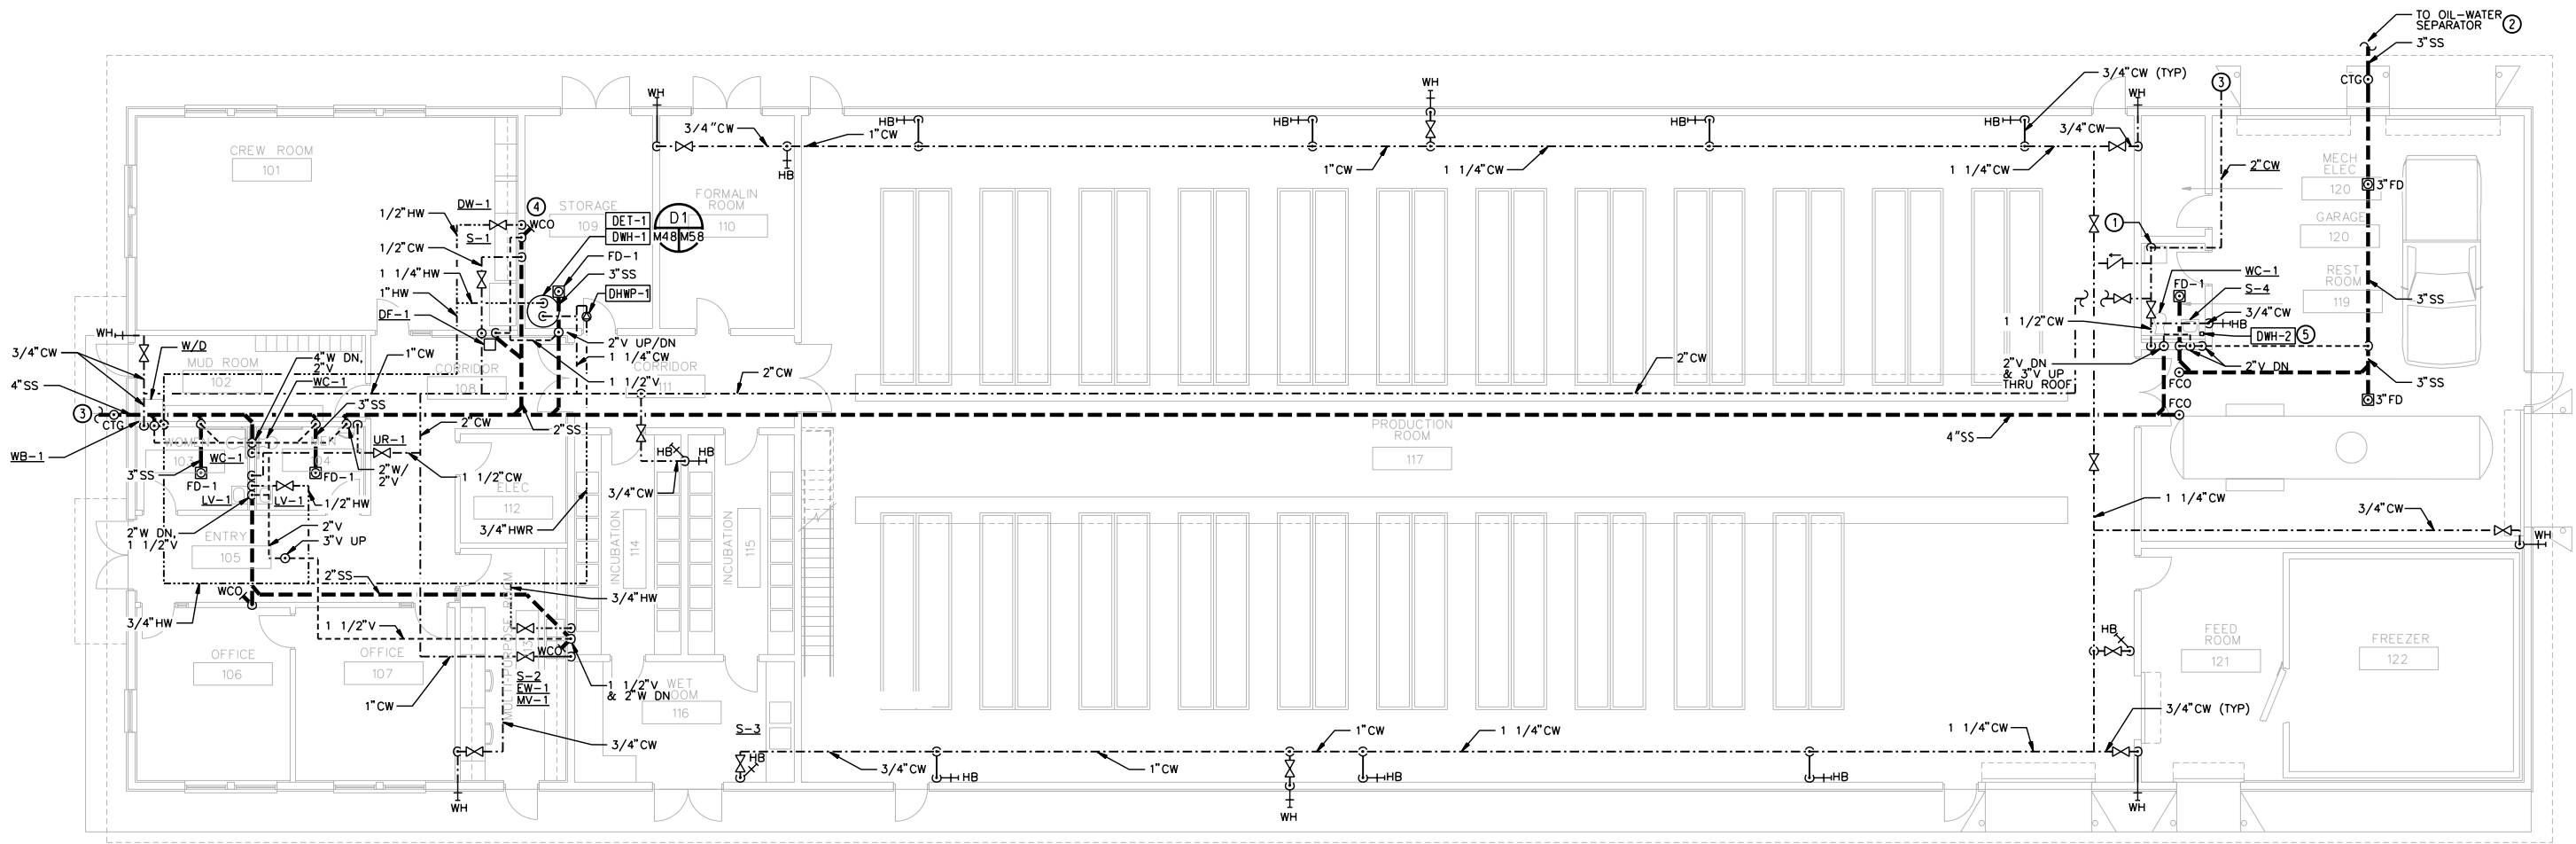 TO OIL-WATER
SEPARATOR
2
3"SS
CTG
WH
WH
3/4"CW (TYP)
3
WH
3/4"CW
1"CW
HB
HB
HB
HB
3/4"CW
HB
1"CW
1 1/4"CW
1 1/4"CW
2"CW
CREW ROOM
101
STORAGE
109
FORMALIN
ROOM
110
MECH
ELEC
120
3"FD
GARAGE
120
REST
ROOM
119
DW-1
4
WCO
1/2"HW
S-1
1/2"CW
1 1/4"HW
1"HW
DF-1
DET-1
DWH-1
D1
M48
M58
FD-1
3"SS
DHWP-1
1
WC-1
FD-1
S-4
3"SS
3/4"CW
HB
1 1/2"CW
DWH-2
5
WH
3/4"CW
W/D
4"W DN,
2"V
1"CW
WC-1
2"V UP/DN
1 1/4"CW
1 1/2"V
2"CW
2"CW
2"V DN
& 3"V UP
THRU ROOF
2"V DN
3"SS
FCO
FCO
3"FD
MUD ROOM
102
CORRIDOR
108
CORRIDOR
111
4"SS
3
CTG
3"SS
2"CW
2"SS
UR-1
WB-1
WOMEN
103
MEN
104
WC-1
3"SS
FD-1
FD-1
2"W/
2"V
1 1/2"CW
LV-1
LV-1
1/2"HW
HB
HB
3/4"CW
4"SS
PRODUCTION
ROOM
117
ELEC
112
INCUBATION
114
INCUBATION
115
3/4"HWR
2"W DN,
1 1/2"V
2"V
3"V UP
ENTRY
105
1 1/4"CW
3/4"CW
WH
2"SS
WCO
3/4"HW
3/4"HW
1 1/2"V
WCO
MULTI-PURPOSE ROOM
OFFICE
106
OFFICE
107
S-2
EW-1
MV-1
1 1/2"V
& 2"W DN
1"CW
WET
ROOM
116
HB
FEED
ROOM
121
FREEZER
122
S-3
HB
3/4"CW
3/4"CW
HB
1"CW
1"CW
1 1/4"CW
HB
HB
1 1/4"CW
3/4"CW (TYP)
WH
WH
WH